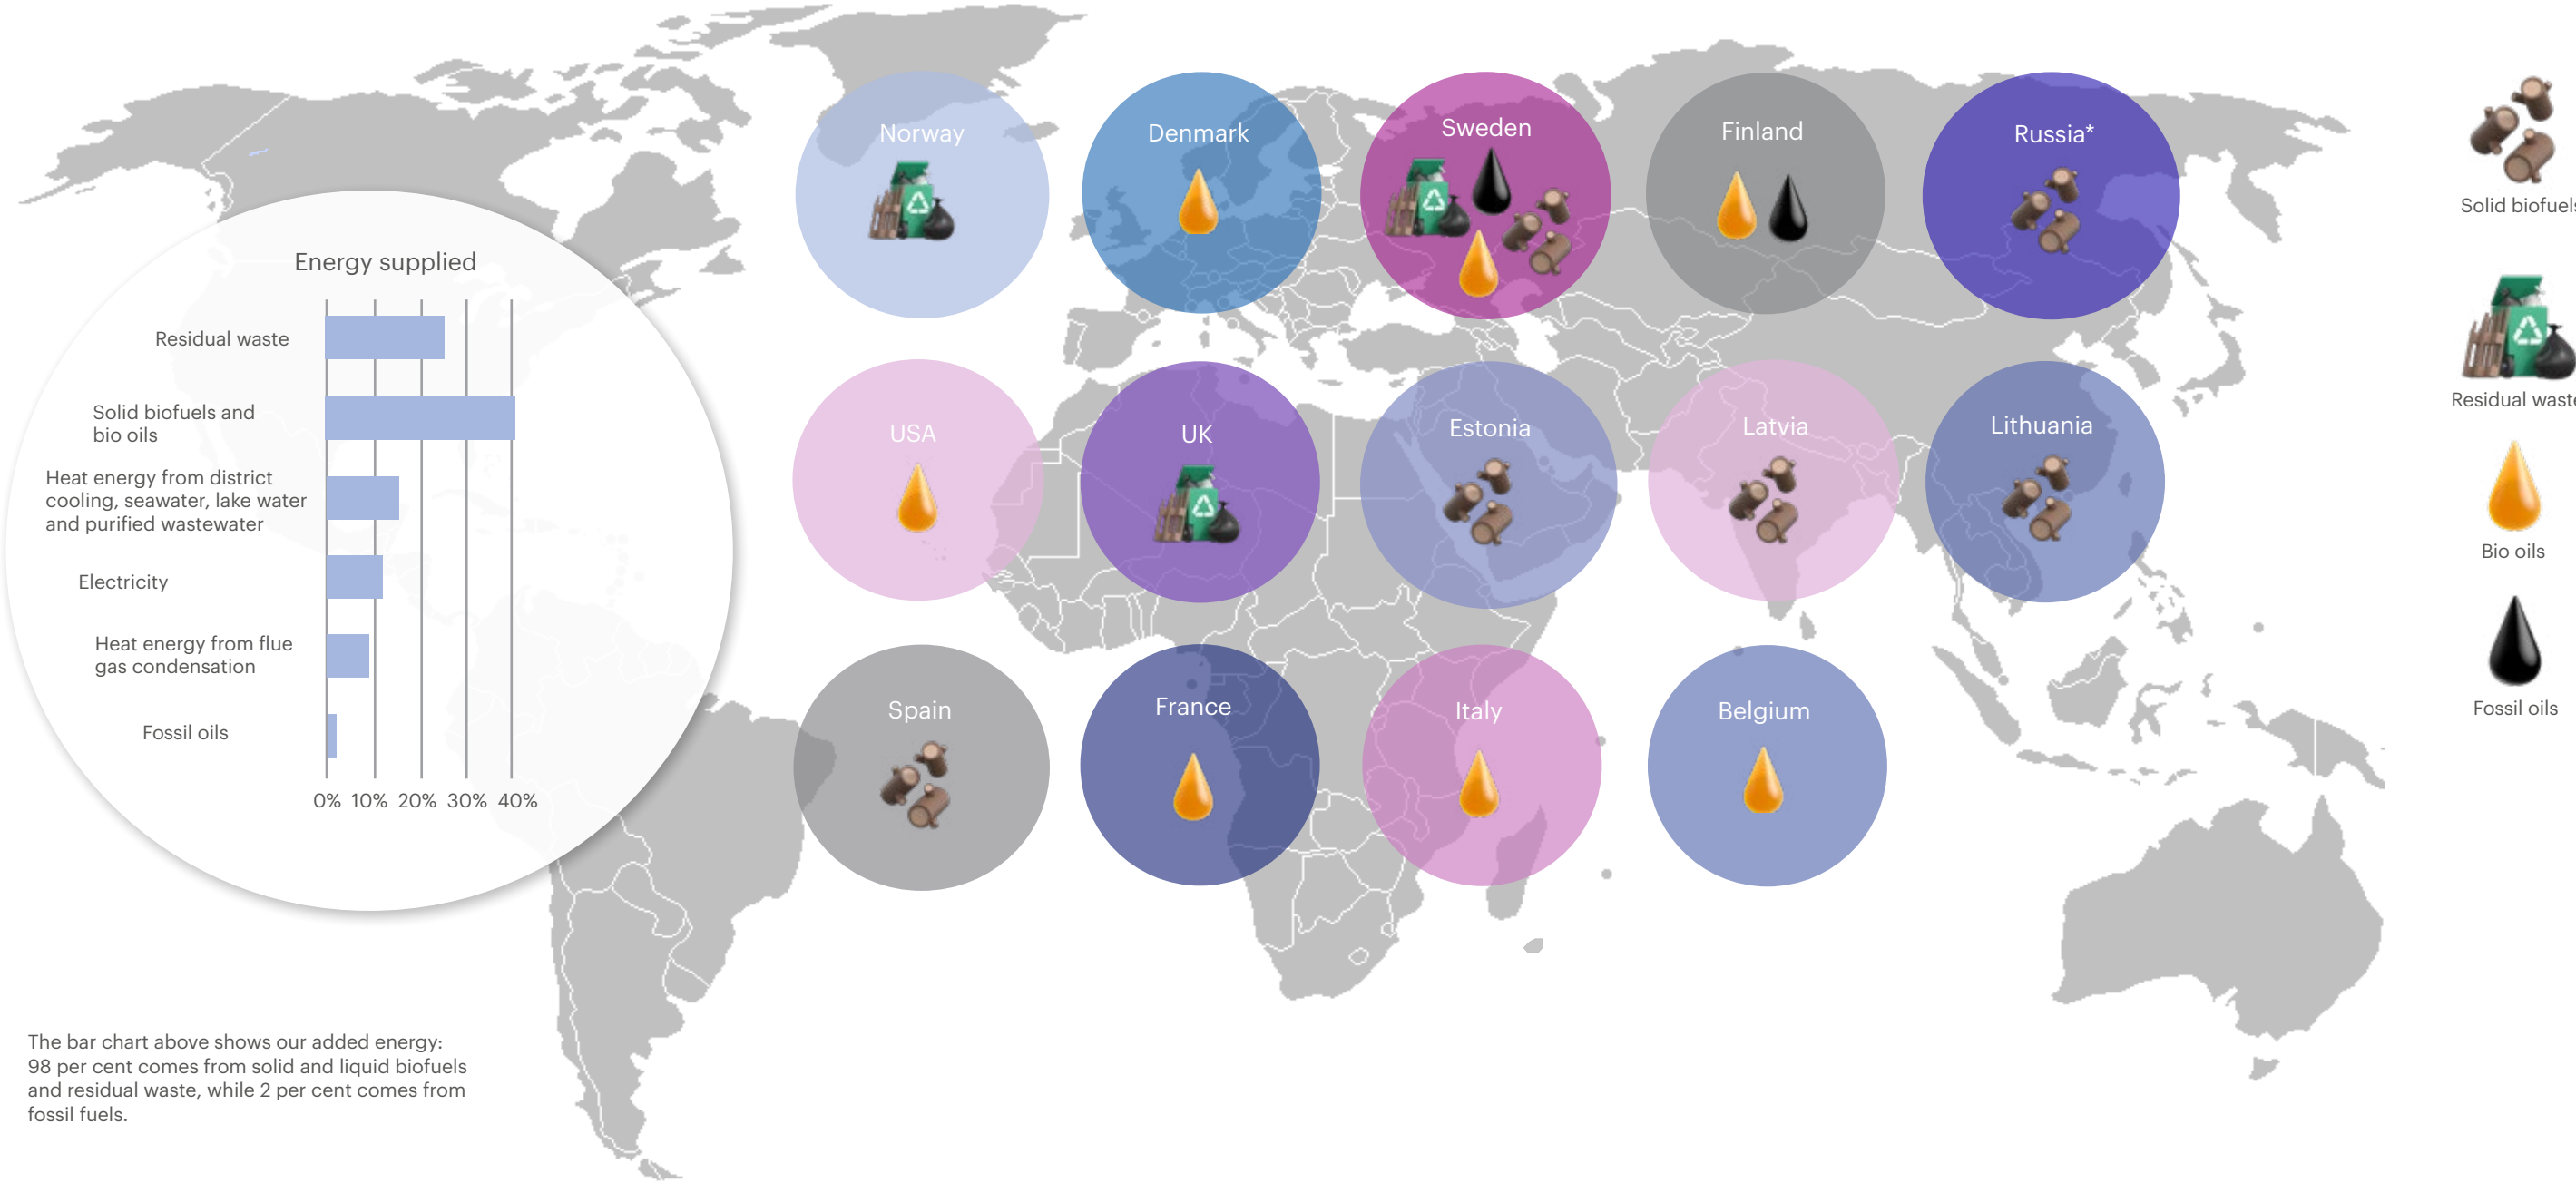 Energy supplied
Residual waste
Solid biofuels and
bio oils
Heat energy from district
cooling, seawater, lake water
and purified wastewater
Electricity
Heat energy from flue
gas condensation
Fossil oils
0% 10% 20% 30% 40%
The bar chart above shows our added energy:
98 per cent comes from solid and liquid biofuels
and residual waste, while 2 per cent comes from
fossil fuels.
Norway
Denmark
Sweden
Finland
Russia*
USA
UK
Estonia
Latvia
Lithuania
Spain
France
Italy
Belgium
Solid biofuels
Residual waste
Bio oils
Fossil oils